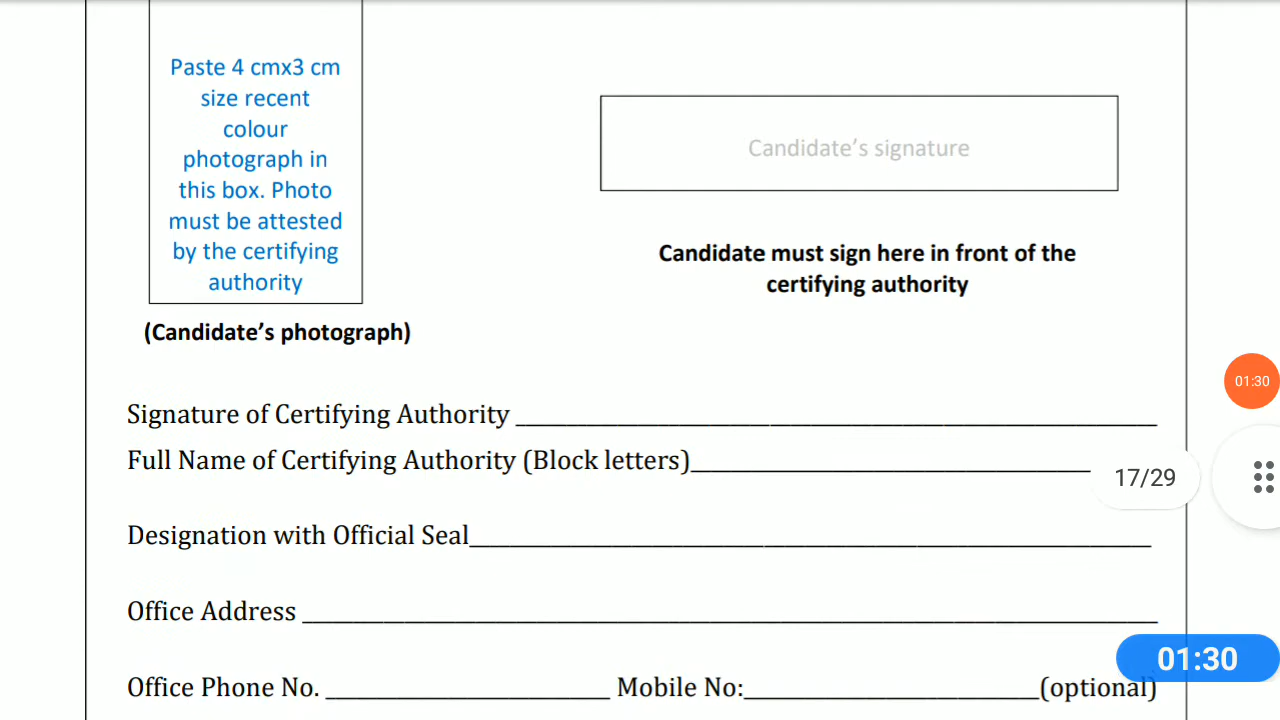 Paste 4 cmx3 cm
size recent
colour
photograph in
this box. Photo
must be attested
by the certifying
authority
(Candidate's photograph)
Candidate's signature
Candidate must sign here in front of the
certifying authority
Signature of Certifying Authority
Full Name of Certifying Authority (Block letters)
Designation with Official Seal
Office Address
Office Phone No. Mobile No: (optional)
01:30
17/29
01:30